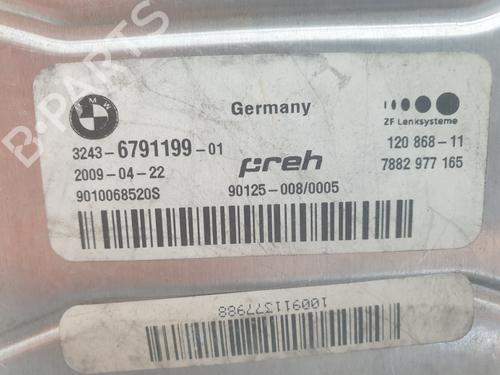 B-PARTS
BMW
Germany
ZF Lenksysteme
3243-6791199-01
preh
120 868-11
2009-04-22
7882 977 165
9010068520S
90125-008/0005
100911377988